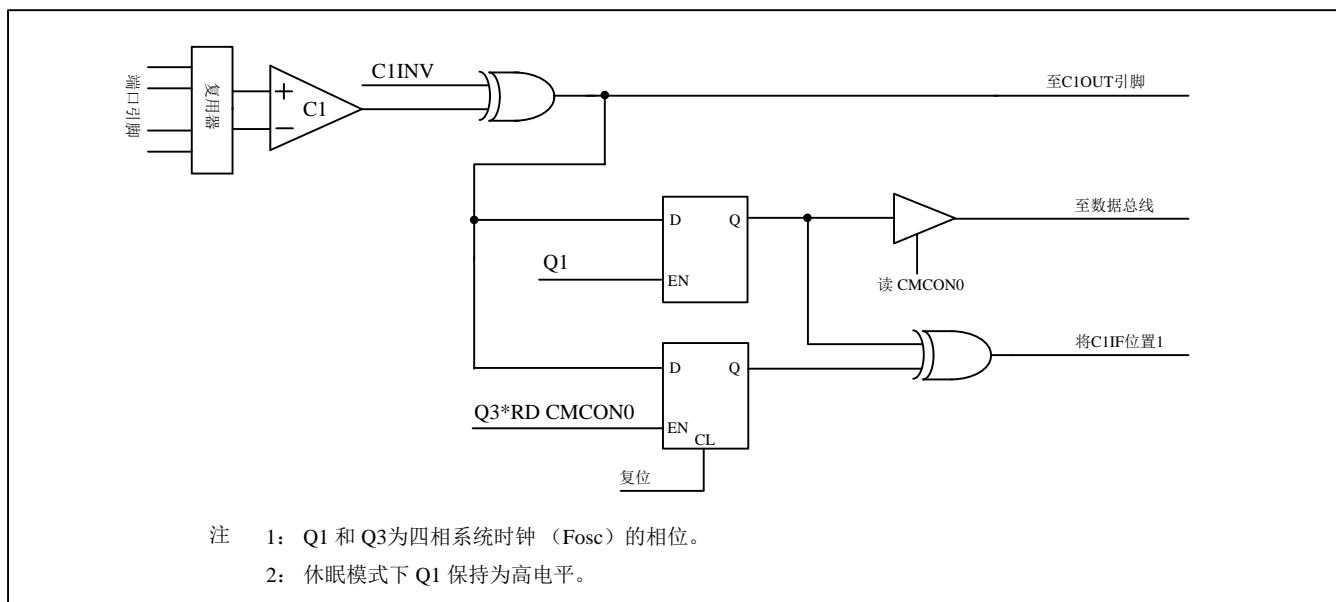 端口引脚
复用器
+
−
C1
C1INV
至C1OUT引脚
D
Q
Q1
EN
至数据总线
读 CMCON0
D
Q
Q3*RD CMCON0
EN
CL
复位
将C1IF位置1
注 1： Q1 和 Q3为四相系统时钟 （Fosc）的相位。
2： 休眠模式下 Q1 保持为高电平。